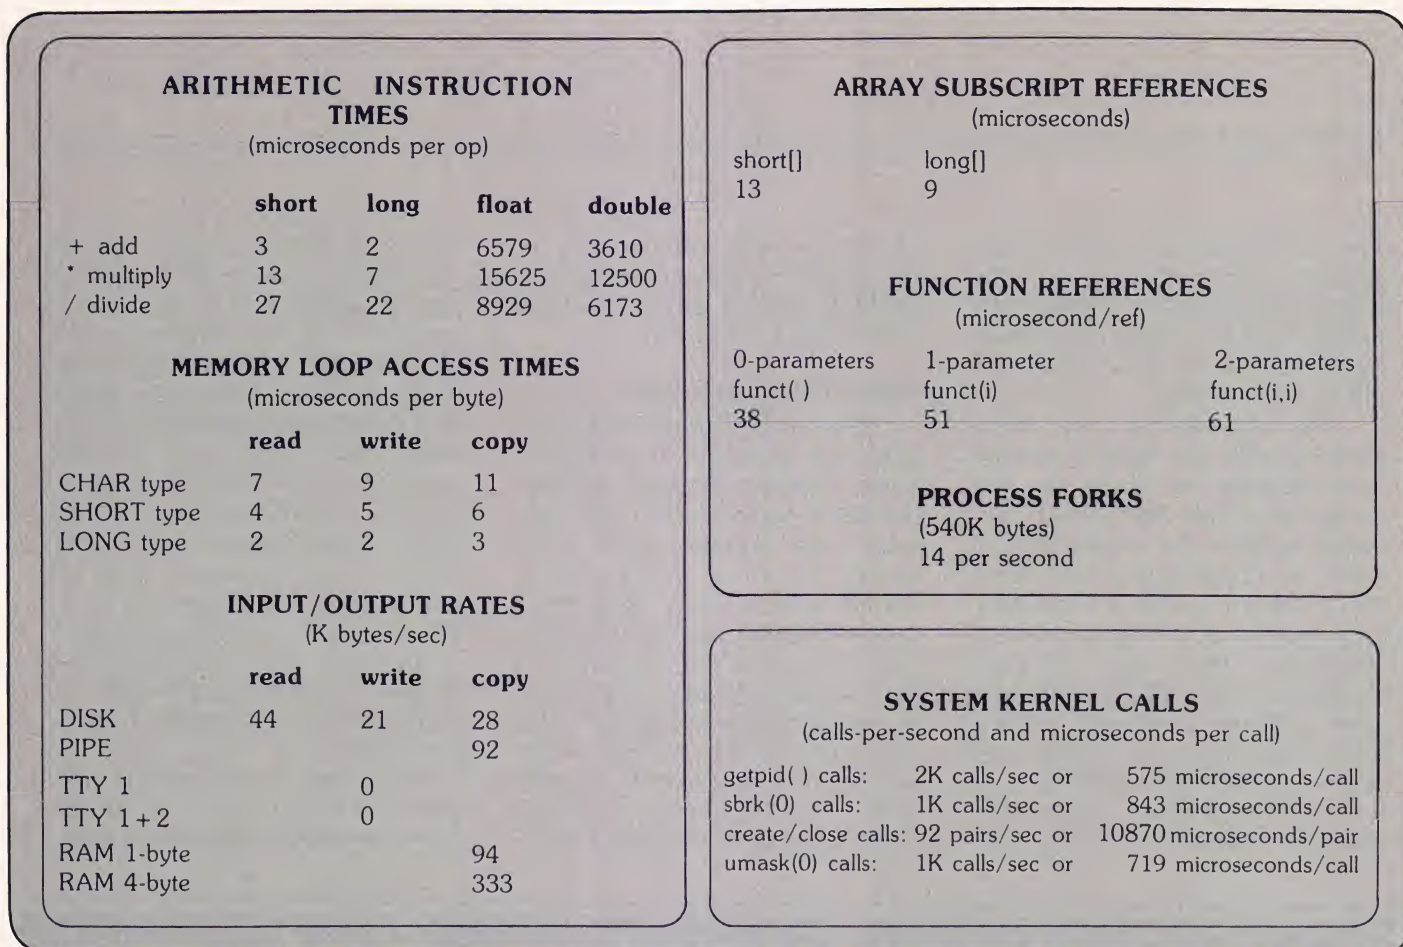 ARITHMETIC INSTRUCTION
TIMES
(microseconds per op)
short long float double
+ add 3 2 6579 3610
* multiply 13 7 15625 12500
/ divide 27 22 8929 6173
MEMORY LOOP ACCESS TIMES
(microseconds per byte)
read write copy
CHAR type 7 9 11
SHORT type 4 5 6
LONG type 2 2 3
INPUT/OUTPUT RATES
(K bytes/sec)
read write copy
DISK 44 21 28
PIPE 92
TTY 1 0
TTY 1+2 0
RAM 1-byte 94
RAM 4-byte 333
ARRAY SUBSCRIPT REFERENCES
(microseconds)
short[] long[]
13 9
FUNCTION REFERENCES
(microsecond/ref)
0-parameters 1-parameter 2-parameters
funct( ) funct(i) funct(i,i)
38 51 61
PROCESS FORKS
(540K bytes)
14 per second
SYSTEM KERNEL CALLS
(calls-per-second and microseconds per call)
getpid( ) calls: 2K calls/sec or 575 microseconds/call
sbrk(0) calls: 1K calls/sec or 843 microseconds/call
create/close calls: 92 pairs/sec or 10870 microseconds/pair
umask(0) calls: 1K calls/sec or 719 microseconds/call